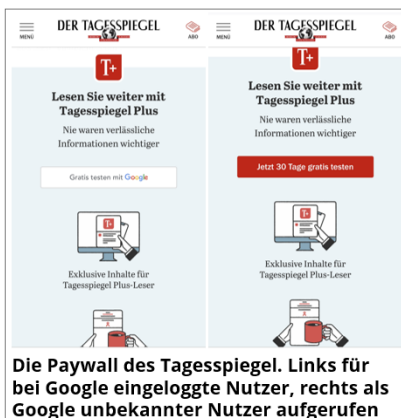 MENÜ
DER TAGESSPIEGEL
ABO
T+
Lesen Sie weiter mit
Tagesspiegel Plus
Nie waren verlässliche
Informationen wichtiger
Gratis testen mit Google
T+
Exklusive Inhalte für
Tagesspiegel Plus-Leser
MENÜ
DER TAGESSPIEGEL
ABO
T+
Lesen Sie weiter mit
Tagesspiegel Plus
Nie waren verlässliche
Informationen wichtiger
Jetzt 30 Tage gratis testen
T+
Exklusive Inhalte für
Tagesspiegel Plus-Leser
Die Paywall des Tagesspiegel. Links für
bei Google eingeloggte Nutzer, rechts als
Google unbekannter Nutzer aufgerufen